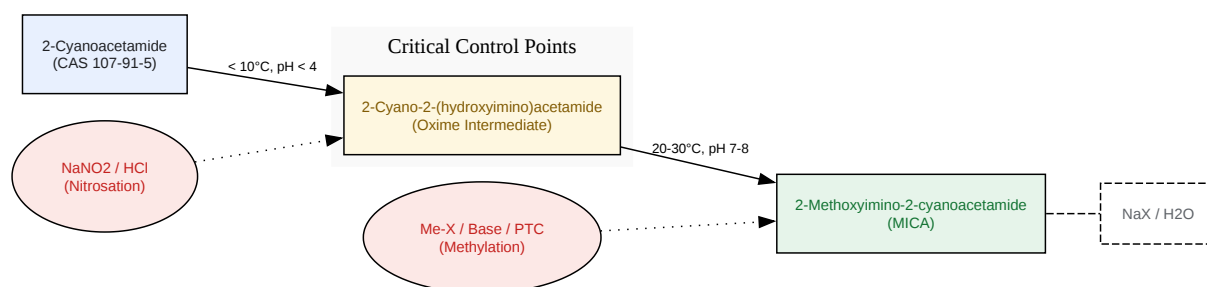 2-Cyanoacetamide
(CAS 107-91-5)
< 10°C, pH < 4
Critical Control Points
2-Cyano-2-(hydroxyimino)acetamide
(Oxime Intermediate)
NaNO2 / HCl
(Nitrosation)
20-30°C, pH 7-8
Me-X / Base / PTC
(Methylation)
2-Methoxyimino-2-cyanoacetamide
(MICA)
NaX / H2O